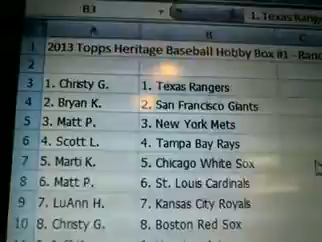 B3 1. Texas Rang
A B C
1 2013 Topps Heritage Baseball Hobby Box #1 - Ran
2
3 1. Christy G. 1. Texas Rangers
4 2. Bryan K. 2. San Francisco Giants
5 3. Matt P. 3. New York Mets
6 4. Scott L. 4. Tampa Bay Rays
7 5. Marti K. 5. Chicago White Sox
8 6. Matt P. 6. St. Louis Cardinals
9 7. LuAnn H. 7. Kansas City Royals
10 8. Christy G. 8. Boston Red Sox